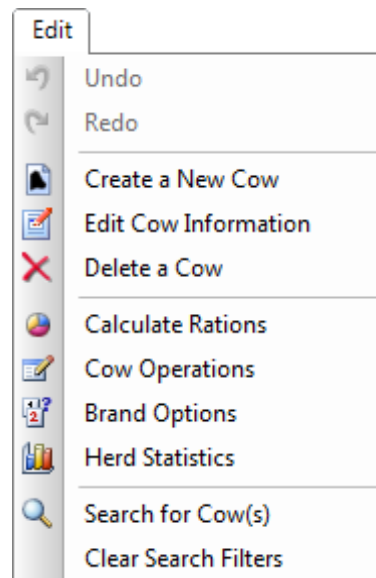 Edit
Undo
Redo
Create a New Cow
Edit Cow Information
Delete a Cow
Calculate Rations
Cow Operations
Brand Options
Herd Statistics
Search for Cow(s)
Clear Search Filters